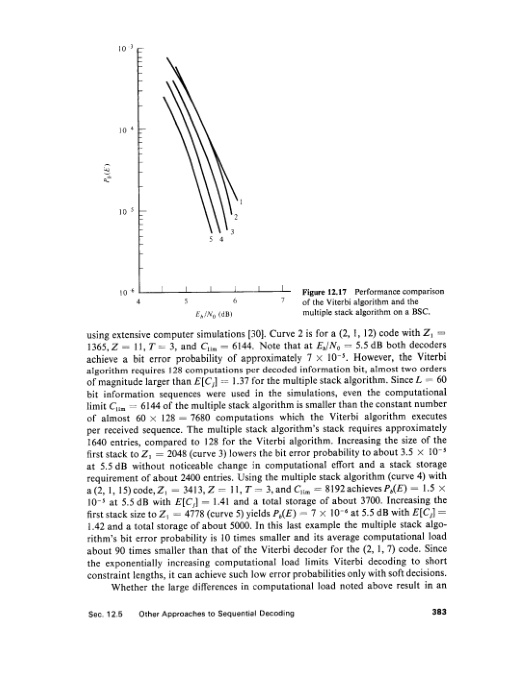 10⁻³
10⁻⁴
10⁻⁵
10⁻⁶
P_b(E)
1
2
3
5 4
4 5 6 7
E_b/N_0 (dB)
Figure 12.17 Performance comparison
of the Viterbi algorithm and the
multiple stack algorithm on a BSC.
using extensive computer simulations [30]. Curve 2 is for a (2, 1, 12) code with Z₁ =
1365, Z = 11, T = 3, and C_lim = 6144. Note that at E_b/N_0 = 5.5 dB both decoders
achieve a bit error probability of approximately 7 × 10⁻⁵. However, the Viterbi
algorithm requires 128 computations per decoded information bit, almost two orders
of magnitude larger than E[C_j] = 1.37 for the multiple stack algorithm. Since L = 60
bit information sequences were used in the simulations, even the computational
limit C_lim = 6144 of the multiple stack algorithm is smaller than the constant number
of almost 60 × 128 = 7680 computations which the Viterbi algorithm executes
per received sequence. The multiple stack algorithm's stack requires approximately
1640 entries, compared to 128 for the Viterbi algorithm. Increasing the size of the
first stack to Z₁ = 2048 (curve 3) lowers the bit error probability to about 3.5 × 10⁻⁵
at 5.5 dB without noticeable change in computational effort and a stack storage
requirement of about 2400 entries. Using the multiple stack algorithm (curve 4) with
a (2, 1, 15) code, Z₁ = 3413, Z = 11, T = 3, and C_lim = 8192 achieves P_b(E) = 1.5 ×
10⁻⁵ at 5.5 dB with E[C_j] = 1.41 and a total storage of about 3700. Increasing the
first stack size to Z₁ = 4778 (curve 5) yields P_b(E) = 7 × 10⁻⁶ at 5.5 dB with E[C_j] =
1.42 and a total storage of about 5000. In this last example the multiple stack algo-
rithm's bit error probability is 10 times smaller and its average computational load
about 90 times smaller than that of the Viterbi decoder for the (2, 1, 7) code. Since
the exponentially increasing computational load limits Viterbi decoding to short
constraint lengths, it can achieve such low error probabilities only with soft decisions.
Whether the large differences in computational load noted above result in an
Sec. 12.5 Other Approaches to Sequential Decoding 383